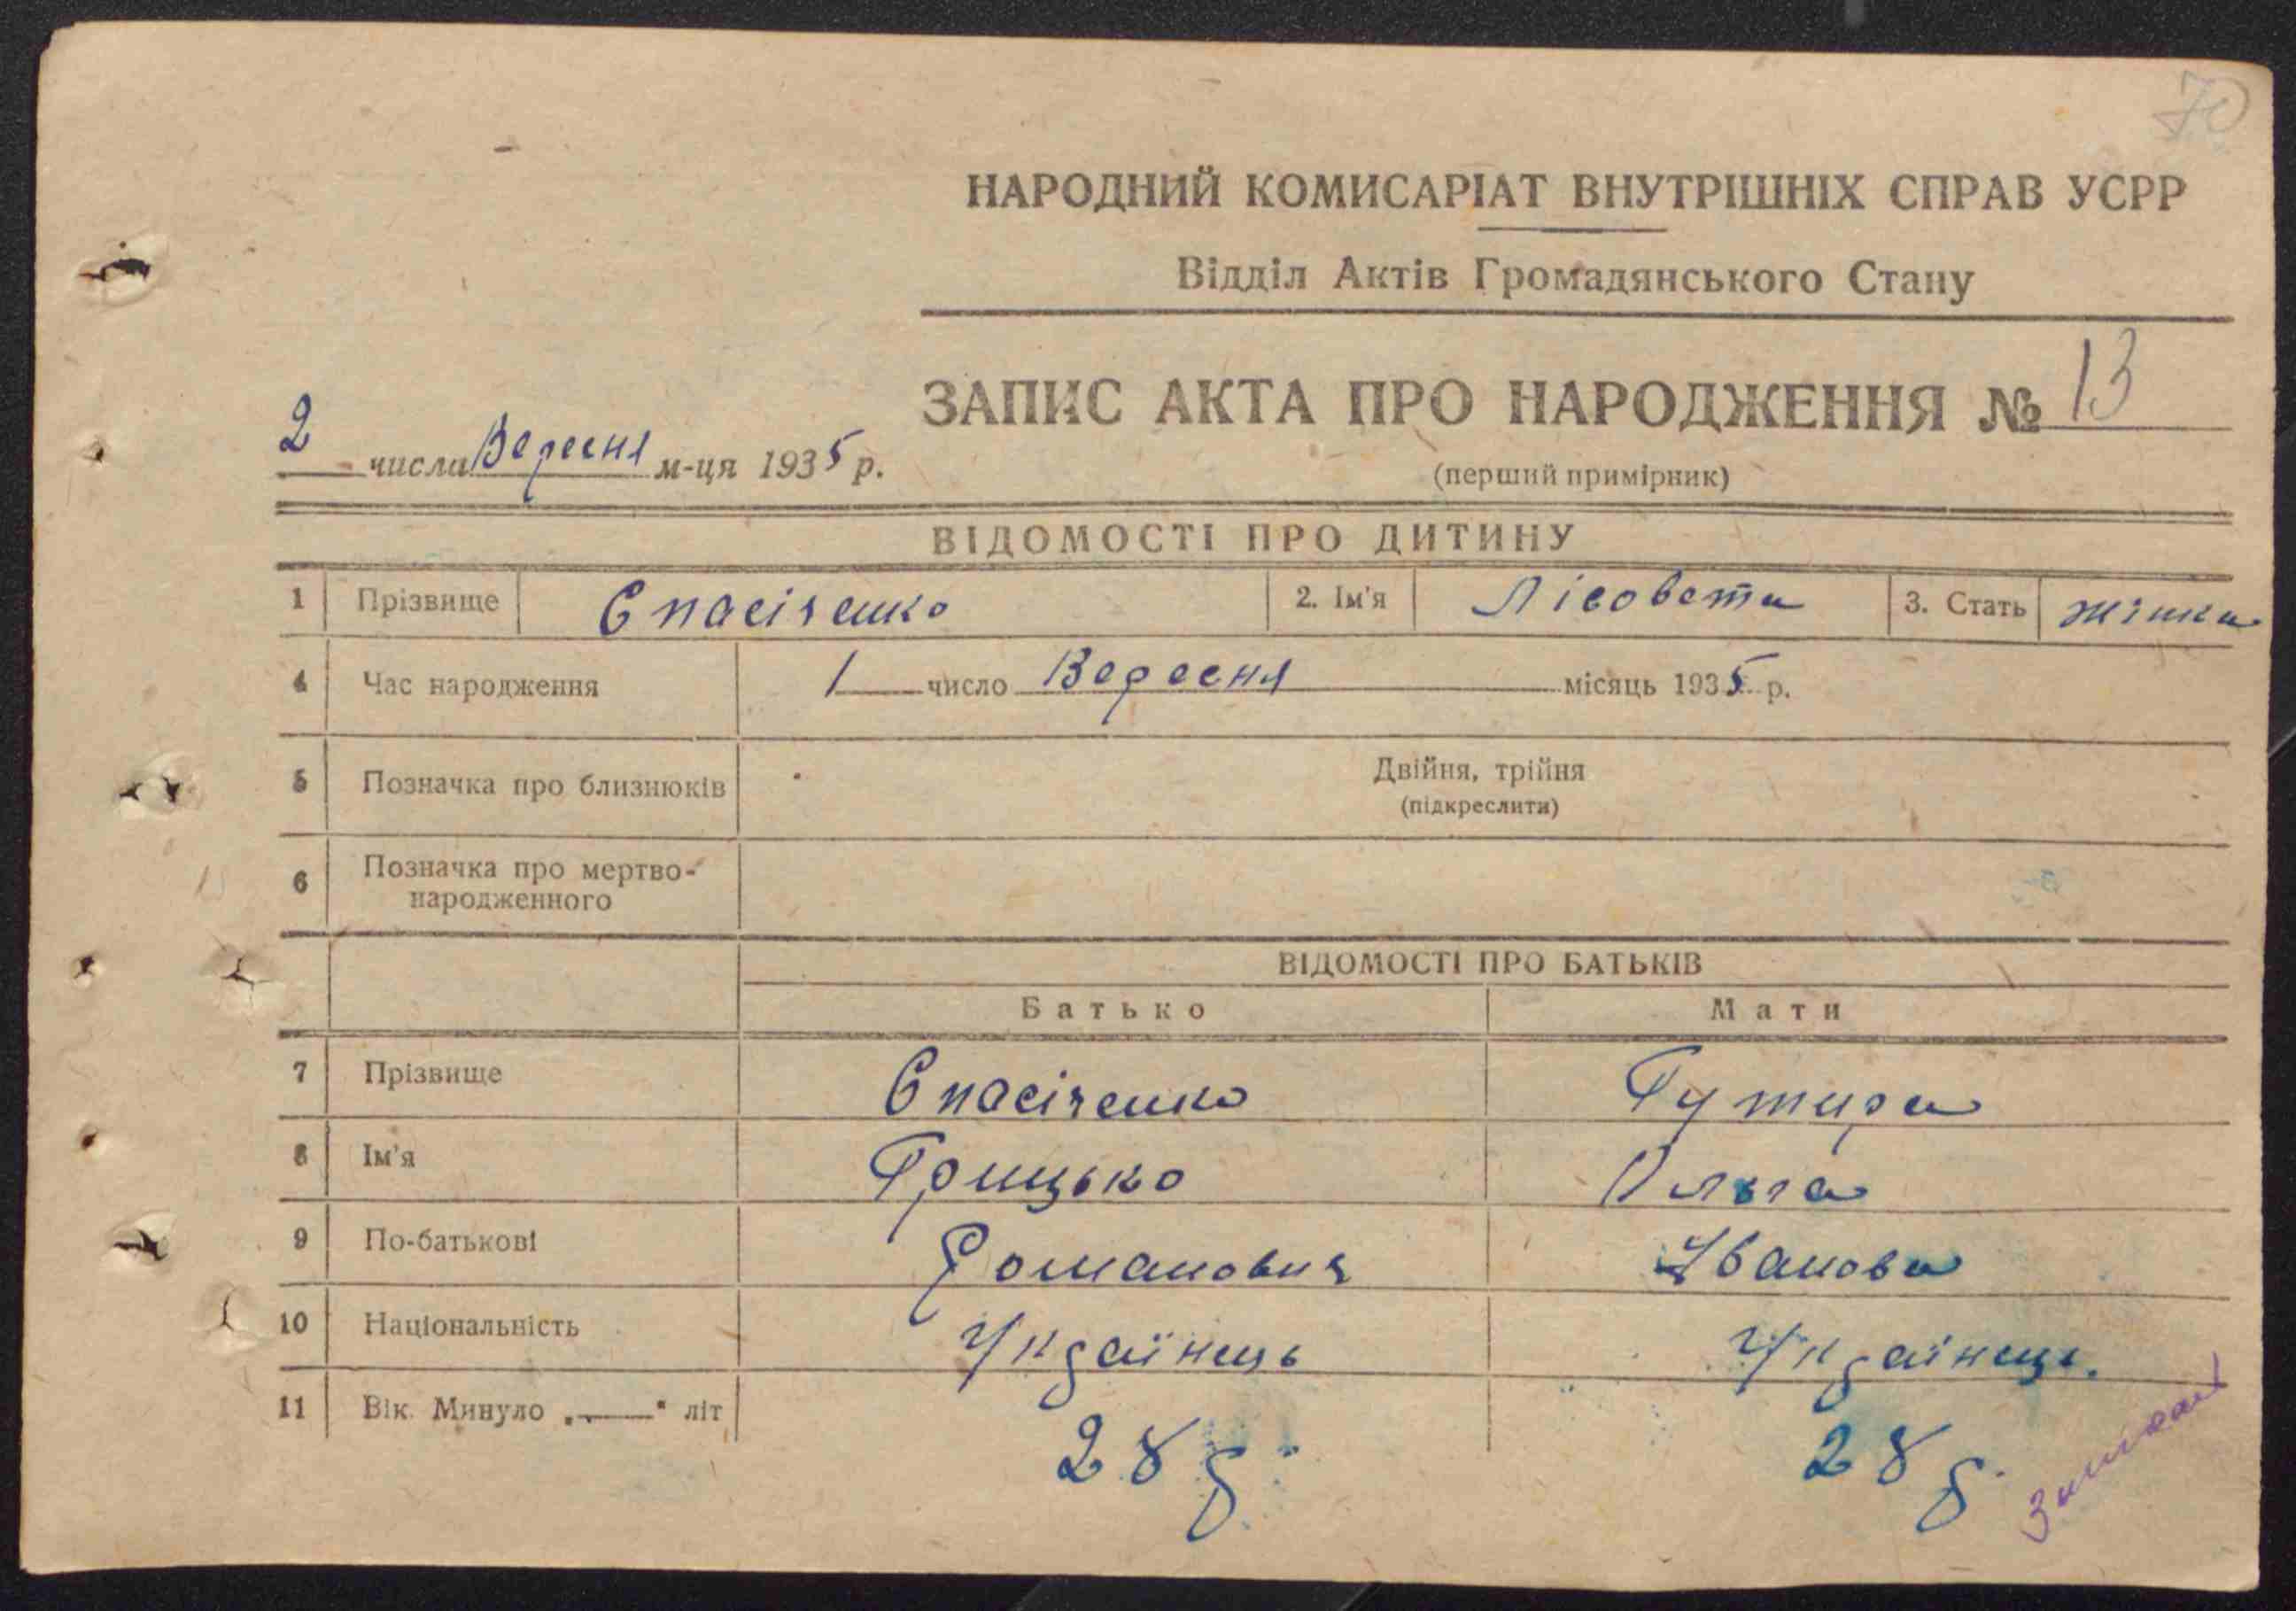 70
НАРОДНИЙ КОМИСАРІАТ ВНУТРІШНІХ СПРАВ УСРР
Відділ Актів Громадянського Стану
ЗАПИС АКТА ПРО НАРОДЖЕННЯ № 13
2 числа Вересня м-ця 1935 р.
(перший примірник)
ВІДОМОСТІ ПРО ДИТИНУ
1 Прізвище Спасіченко 2. Ім'я Лісовета 3. Стать жінка
4 Час народження 1 число Вересня місяць 1935 р.
5 Позначка про близнюків Двійня, трійня
(підкреслити)
6 Позначка про мертво-
народженного
ВІДОМОСТІ ПРО БАТЬКІВ
Батько Мати
7 Прізвище Спасіченко Гутира
8 Ім'я Грицько Ольга
9 По-батькові Романович Іванова
10 Національність Українець Українець.
11 Вік. Минуло „ —— " літ 28 р. 28 р.